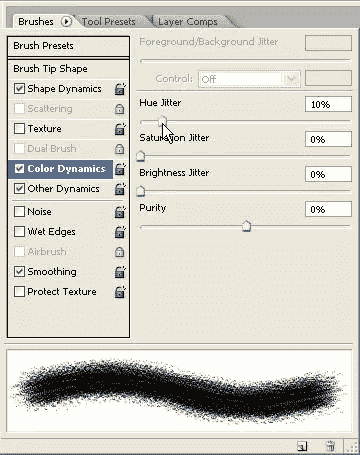 Brushes Tool Presets Layer Comps
Brush Presets
Brush Tip Shape
Shape Dynamics
Scattering
Texture
Dual Brush
Color Dynamics
Other Dynamics
Noise
Wet Edges
Airbrush
Smoothing
Protect Texture
Foreground/Background Jitter
Control: Off
Hue Jitter 10%
Saturation Jitter 0%
Brightness Jitter 0%
Purity 0%